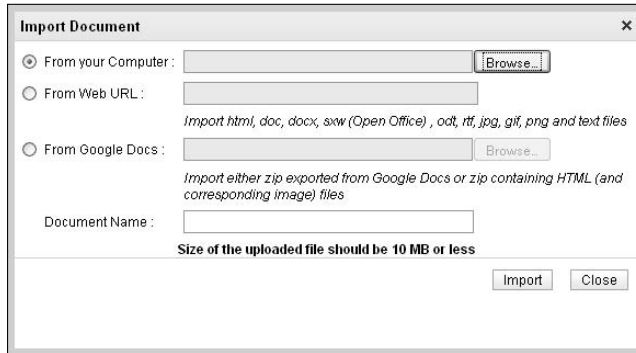 Import Document ×
From your Computer : Browse...
From Web URL :
Import html, doc, docx, sxw (Open Office) , odt, rtf, jpg, gif, png and text files
From Google Docs : Browse...
Import either zip exported from Google Docs or zip containing HTML (and
corresponding image) files
Document Name :
Size of the uploaded file should be 10 MB or less
Import Close